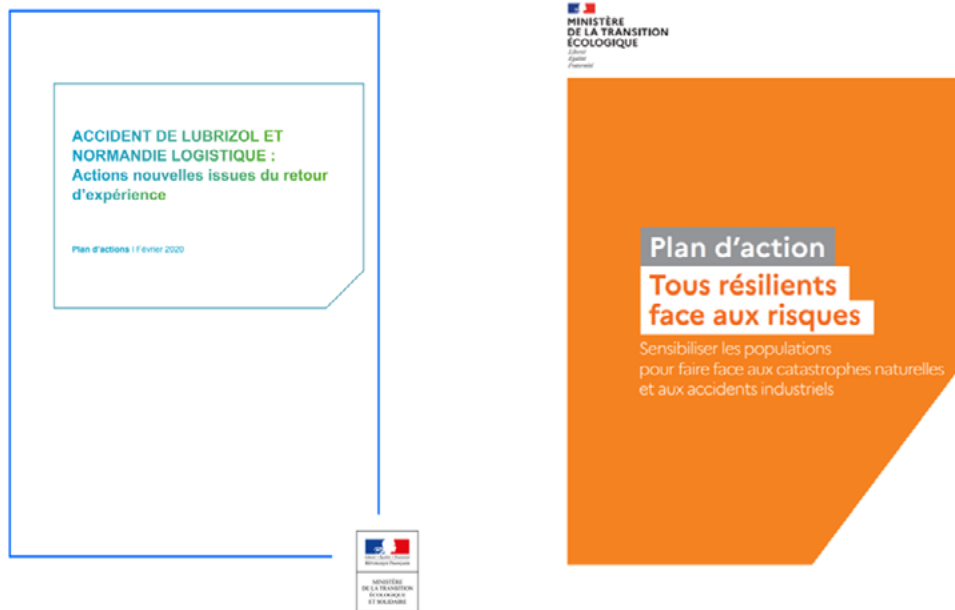 ACCIDENT DE LUBRIZOL ET
NORMANDIE LOGISTIQUE :
Actions nouvelles issues du retour
d'expérience
Plan d'actions I Février 2020
RÉPUBLIQUE FRANÇAISE
MINISTÈRE
DE LA TRANSITION
ÉCOLOGIQUE
ET SOLIDAIRE
MINISTÈRE
DE LA TRANSITION
ÉCOLOGIQUE
Liberté
Égalité
Fraternité
Plan d'action
Tous résilients
face aux risques
Sensibiliser les populations
pour faire face aux catastrophes naturelles
et aux accidents industriels